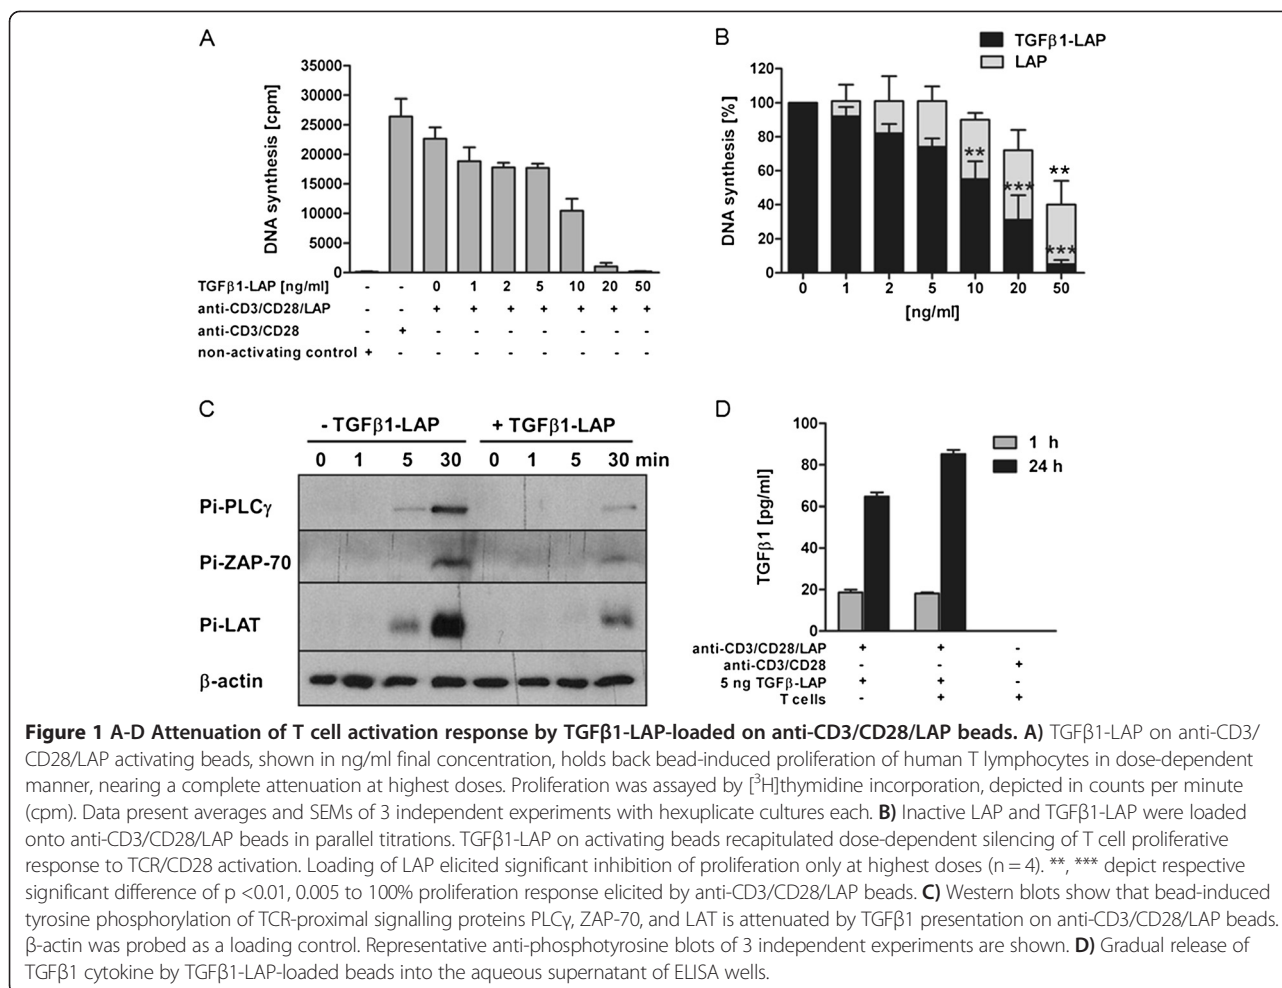 A
DNA synthesis [cpm]
35000
30000
25000
20000
15000
10000
5000
0
TGFβ1-LAP [ng/ml] - - 0 1 2 5 10 20 50
anti-CD3/CD28/LAP - - + + + + + + +
anti-CD3/CD28 - + - - - - - - -
non-activating control + - - - - - - - -
B
TGFβ1-LAP
LAP
DNA synthesis [%]
120
100
80
60
40
20
0
** *** ** ***
0 1 2 5 10 20 50
[ng/ml]
C
- TGFβ1-LAP + TGFβ1-LAP
0 1 5 30 0 1 5 30 min
Pi-PLCγ
Pi-ZAP-70
Pi-LAT
β-actin
D
1 h
24 h
TGFβ1 [pg/ml]
100
80
60
40
20
0
anti-CD3/CD28/LAP + + -
anti-CD3/CD28 - - +
5 ng TGFβ-LAP + + -
T cells - + +
Figure 1 A-D Attenuation of T cell activation response by TGFβ1-LAP-loaded on anti-CD3/CD28/LAP beads. A) TGFβ1-LAP on anti-CD3/
CD28/LAP activating beads, shown in ng/ml final concentration, holds back bead-induced proliferation of human T lymphocytes in dose-dependent
manner, nearing a complete attenuation at highest doses. Proliferation was assayed by [³H]thymidine incorporation, depicted in counts per minute
(cpm). Data present averages and SEMs of 3 independent experiments with hexuplicate cultures each. B) Inactive LAP and TGFβ1-LAP were loaded
onto anti-CD3/CD28/LAP beads in parallel titrations. TGFβ1-LAP on activating beads recapitulated dose-dependent silencing of T cell proliferative
response to TCR/CD28 activation. Loading of LAP elicited significant inhibition of proliferation only at highest doses (n = 4). **, *** depict respective
significant difference of p <0.01, 0.005 to 100% proliferation response elicited by anti-CD3/CD28/LAP beads. C) Western blots show that bead-induced
tyrosine phosphorylation of TCR-proximal signalling proteins PLCγ, ZAP-70, and LAT is attenuated by TGFβ1 presentation on anti-CD3/CD28/LAP beads.
β-actin was probed as a loading control. Representative anti-phosphotyrosine blots of 3 independent experiments are shown. D) Gradual release of
TGFβ1 cytokine by TGFβ1-LAP-loaded beads into the aqueous supernatant of ELISA wells.